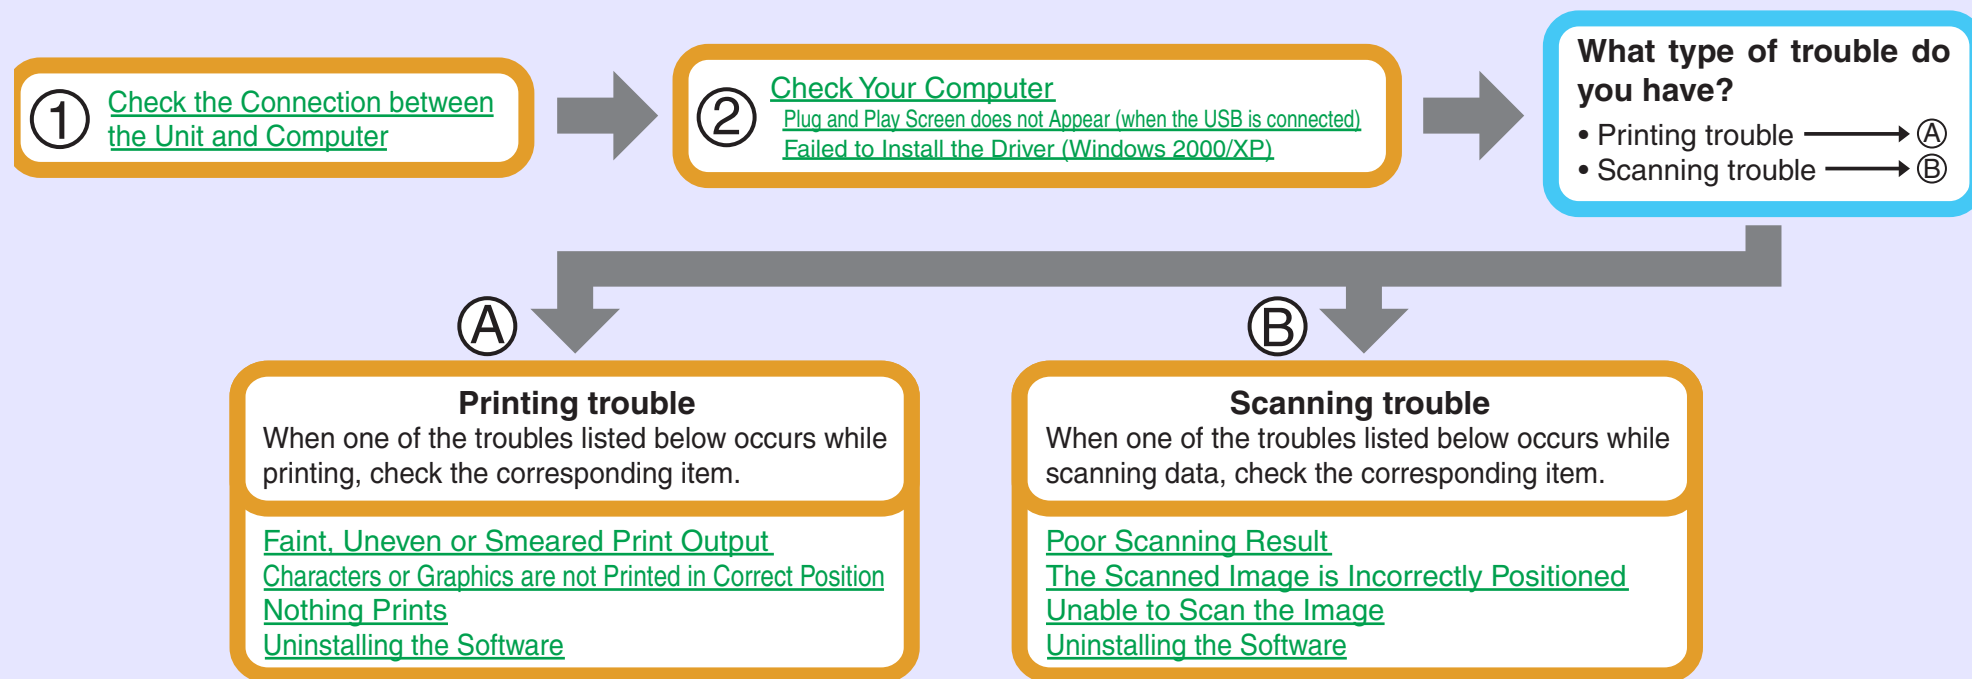 ① Check the Connection between
the Unit and Computer
② Check Your Computer
Plug and Play Screen does not Appear (when the USB is connected)
Failed to Install the Driver (Windows 2000/XP)
What type of trouble do
you have?
• Printing trouble → Ⓐ
• Scanning trouble → Ⓑ
Ⓐ
Printing trouble
When one of the troubles listed below occurs while
printing, check the corresponding item.
Faint, Uneven or Smeared Print Output
Characters or Graphics are not Printed in Correct Position
Nothing Prints
Uninstalling the Software
Ⓑ
Scanning trouble
When one of the troubles listed below occurs while
scanning data, check the corresponding item.
Poor Scanning Result
The Scanned Image is Incorrectly Positioned
Unable to Scan the Image
Uninstalling the Software